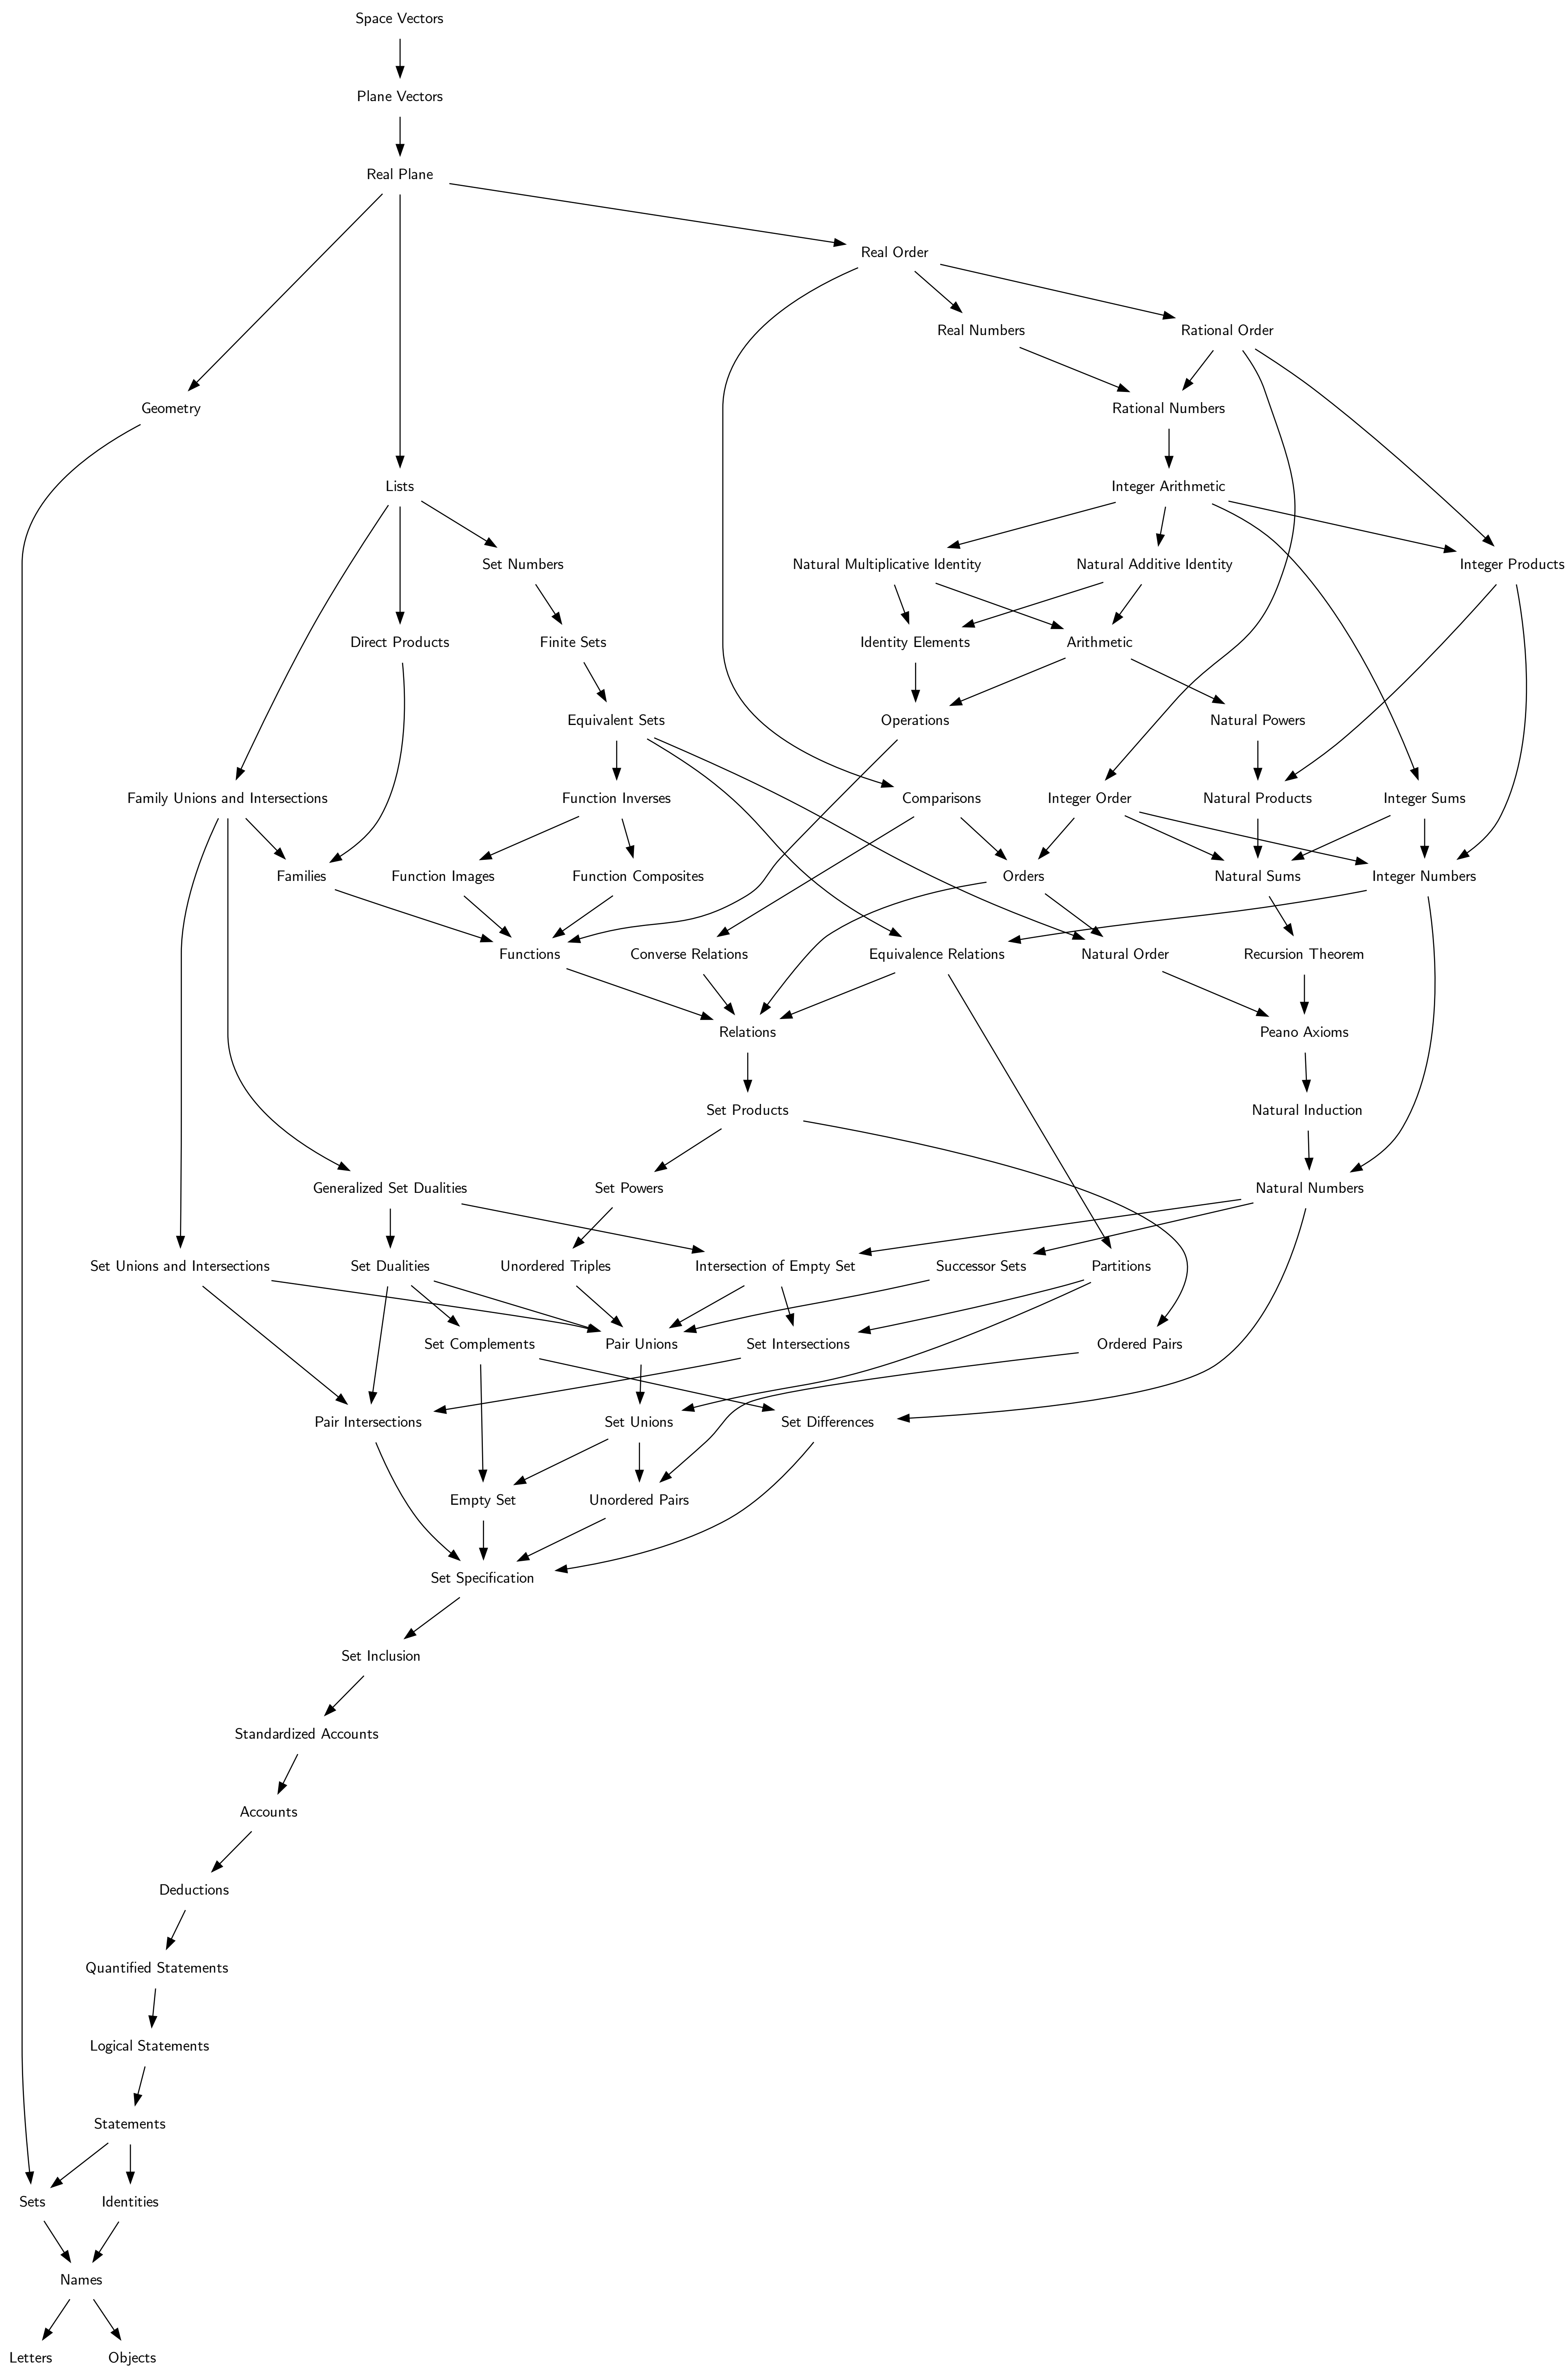 Space Vectors
Plane Vectors
Real Plane
Real Order
Real Numbers
Rational Order
Geometry
Rational Numbers
Lists
Integer Arithmetic
Set Numbers
Natural Multiplicative Identity
Natural Additive Identity
Integer Products
Direct Products
Finite Sets
Identity Elements
Arithmetic
Equivalent Sets
Operations
Natural Powers
Family Unions and Intersections
Function Inverses
Comparisons
Integer Order
Natural Products
Integer Sums
Families
Function Images
Function Composites
Orders
Natural Sums
Integer Numbers
Functions
Converse Relations
Equivalence Relations
Natural Order
Recursion Theorem
Relations
Peano Axioms
Set Products
Natural Induction
Generalized Set Dualities
Set Powers
Natural Numbers
Set Unions and Intersections
Set Dualities
Unordered Triples
Intersection of Empty Set
Successor Sets
Partitions
Set Complements
Pair Unions
Set Intersections
Ordered Pairs
Pair Intersections
Set Unions
Set Differences
Empty Set
Unordered Pairs
Set Specification
Set Inclusion
Standardized Accounts
Accounts
Deductions
Quantified Statements
Logical Statements
Statements
Sets
Identities
Names
Letters
Objects